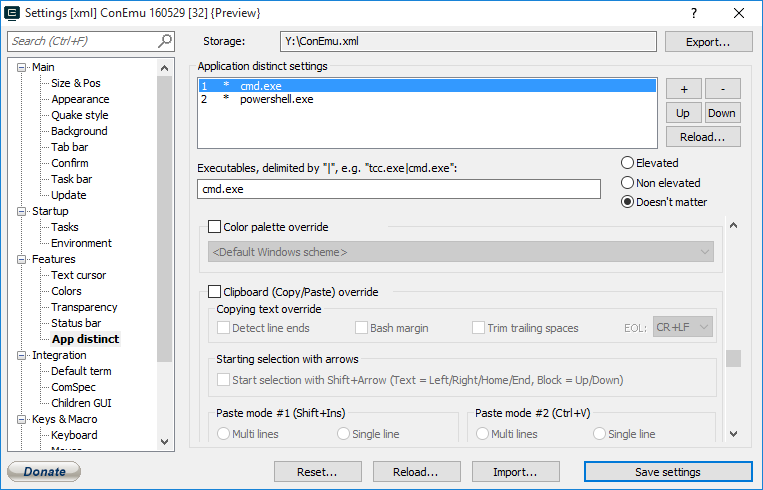 Settings [xml] ConEmu 160529 [32] {Preview}
Search (Ctrl+F)
Storage:
Y:\ConEmu.xml
Export...
Main
Size & Pos
Appearance
Quake style
Background
Tab bar
Confirm
Task bar
Update
Startup
Tasks
Environment
Features
Text cursor
Colors
Transparency
Status bar
App distinct
Integration
Default term
ComSpec
Children GUI
Keys & Macro
Keyboard
Application distinct settings
1 * cmd.exe
2 * powershell.exe
+ -
Up Down
Reload...
Executables, delimited by "|", e.g. "tcc.exe|cmd.exe":
cmd.exe
Elevated
Non elevated
Doesn't matter
Color palette override
<Default Windows scheme>
Clipboard (Copy/Paste) override
Copying text override
Detect line ends
Bash margin
Trim trailing spaces
EOL:
CR+LF
Starting selection with arrows
Start selection with Shift+Arrow (Text = Left/Right/Home/End, Block = Up/Down)
Paste mode #1 (Shift+Ins)
Multi lines
Single line
Paste mode #2 (Ctrl+V)
Multi lines
Single line
Donate
Reset...
Reload...
Import...
Save settings